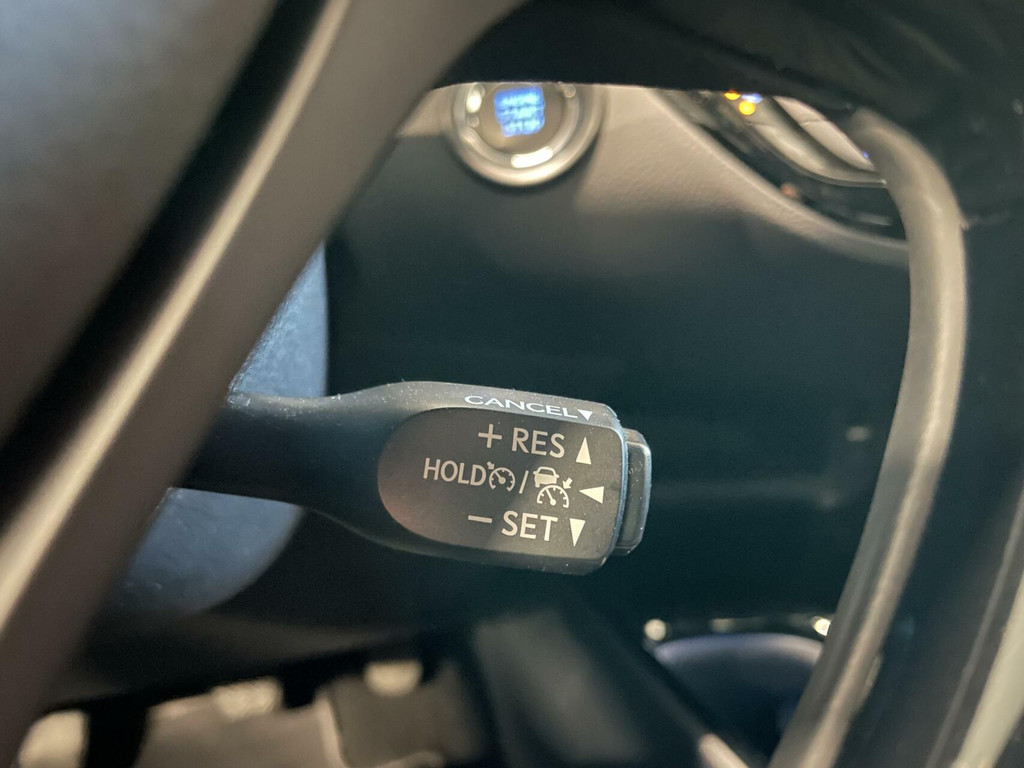 CANCEL
+ RES
HOLD /
- SET